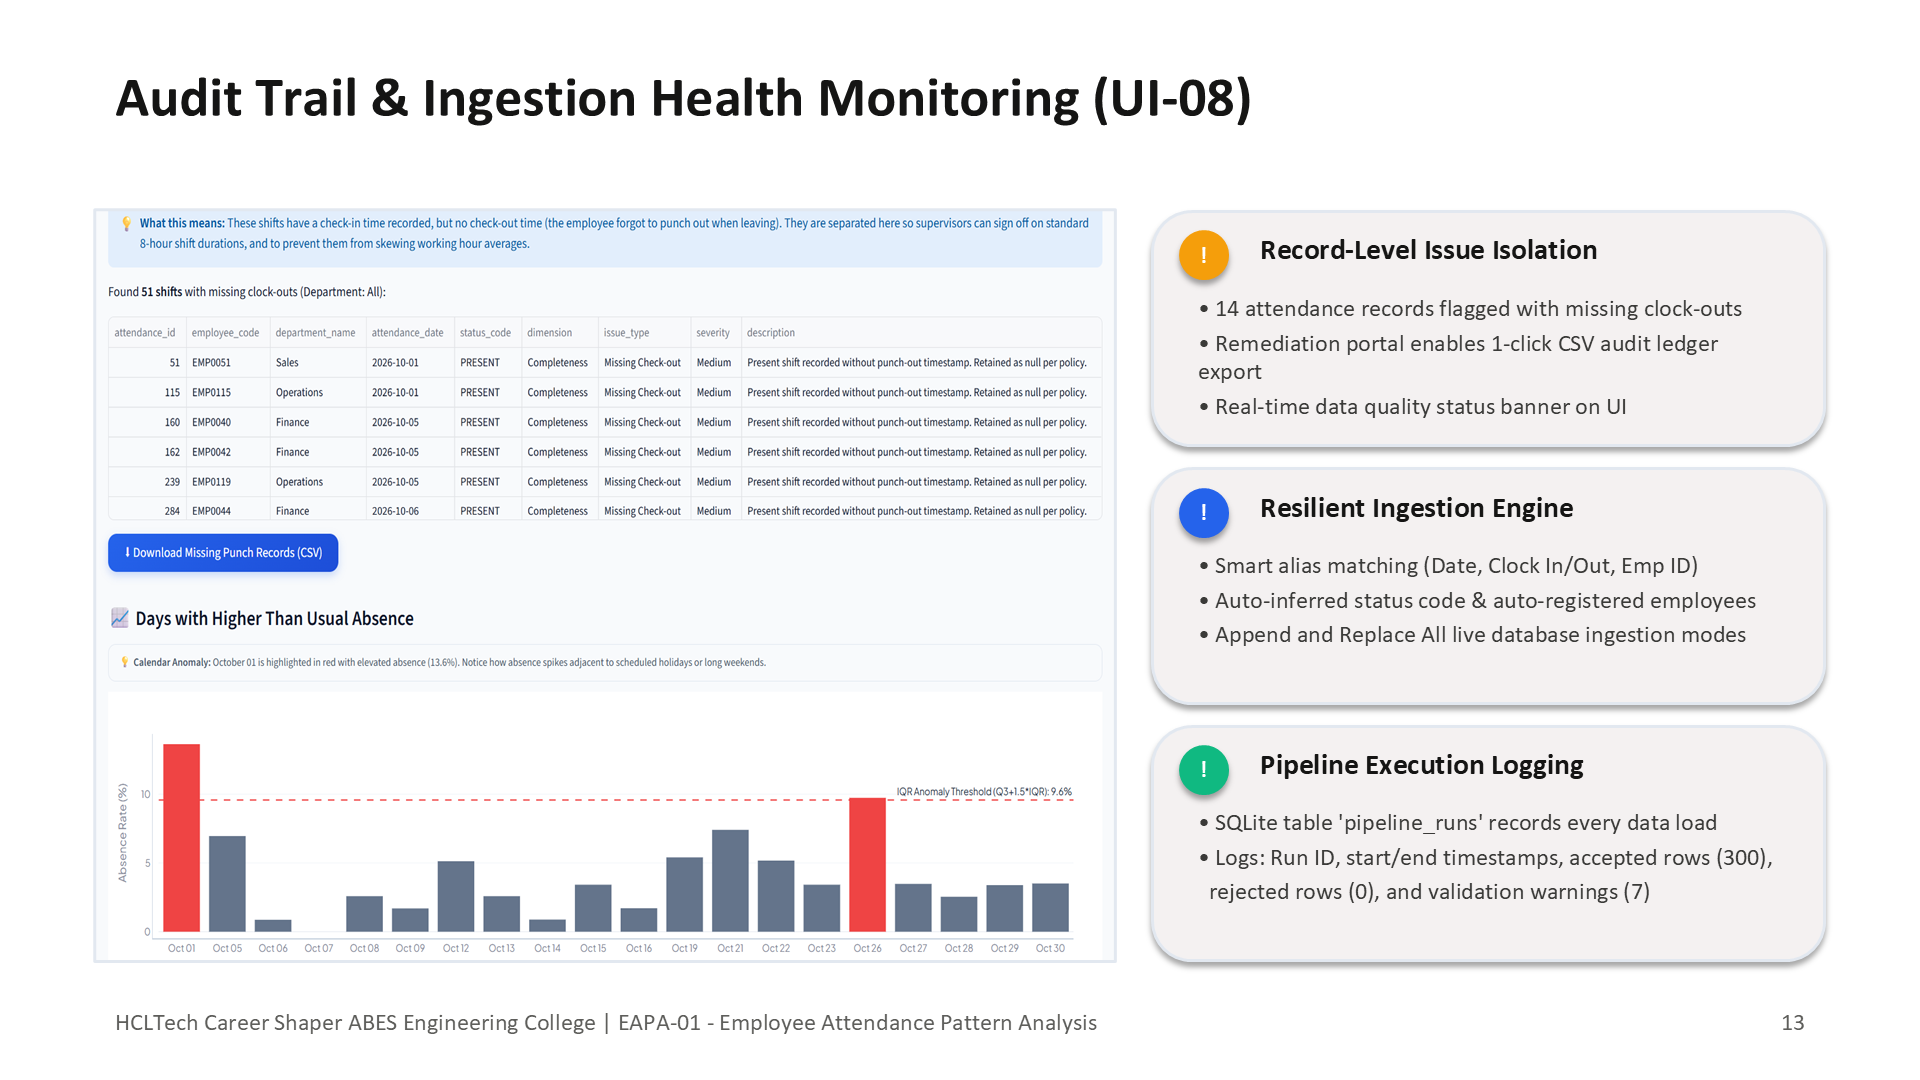 Audit Trail & Ingestion Health Monitoring (UI-08)
What this means: These shifts have a check-in time recorded, but no check-out time (the employee forgot to punch out when leaving). They are separated here so supervisors can sign off on standard
8-hour shift durations, and to prevent them from skewing working hour averages.
Found 51 shifts with missing clock-outs (Department: All):
attendance_id employee_code department_name attendance_date status_code dimension issue_type severity description
51 EMP0051 Sales 2026-10-01 PRESENT Completeness Missing Check-out Medium Present shift recorded without punch-out timestamp. Retained as null per policy.
115 EMP0115 Operations 2026-10-01 PRESENT Completeness Missing Check-out Medium Present shift recorded without punch-out timestamp. Retained as null per policy.
160 EMP0040 Finance 2026-10-05 PRESENT Completeness Missing Check-out Medium Present shift recorded without punch-out timestamp. Retained as null per policy.
162 EMP0042 Finance 2026-10-05 PRESENT Completeness Missing Check-out Medium Present shift recorded without punch-out timestamp. Retained as null per policy.
239 EMP0119 Operations 2026-10-05 PRESENT Completeness Missing Check-out Medium Present shift recorded without punch-out timestamp. Retained as null per policy.
284 EMP0044 Finance 2026-10-06 PRESENT Completeness Missing Check-out Medium Present shift recorded without punch-out timestamp. Retained as null per policy.
Download Missing Punch Records (CSV)
Days with Higher Than Usual Absence
Calendar Anomaly: October 01 is highlighted in red with elevated absence (13.6%). Notice how absence spikes adjacent to scheduled holidays or long weekends.
IQR Anomaly Threshold (Q3+1.5*IQR): 9.6%
Absence Rate (%)
10
5
0
Oct 01 Oct 05 Oct 06 Oct 07 Oct 08 Oct 09 Oct 12 Oct 13 Oct 14 Oct 15 Oct 16 Oct 19 Oct 21 Oct 22 Oct 23 Oct 26 Oct 27 Oct 28 Oct 29 Oct 30
! Record-Level Issue Isolation
• 14 attendance records flagged with missing clock-outs
• Remediation portal enables 1-click CSV audit ledger
export
• Real-time data quality status banner on UI
! Resilient Ingestion Engine
• Smart alias matching (Date, Clock In/Out, Emp ID)
• Auto-inferred status code & auto-registered employees
• Append and Replace All live database ingestion modes
! Pipeline Execution Logging
• SQLite table 'pipeline_runs' records every data load
• Logs: Run ID, start/end timestamps, accepted rows (300),
rejected rows (0), and validation warnings (7)
HCLTech Career Shaper ABES Engineering College | EAPA-01 - Employee Attendance Pattern Analysis
13